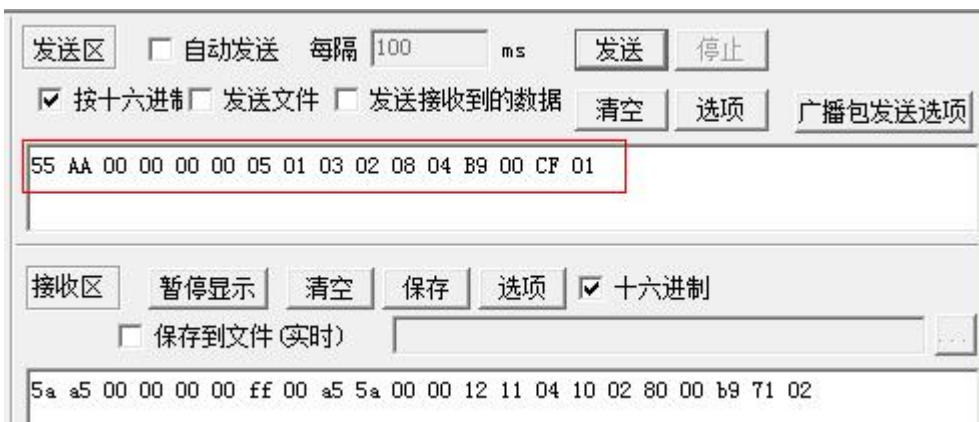 发送区 自动发送 每隔 100 ms 发送 停止
按十六进制 发送文件 发送接收到的数据 清空 选项 广播包发送选项
55 AA 00 00 00 00 05 01 03 02 08 04 B9 00 CF 01
接收区 暂停显示 清空 保存 选项 十六进制
保存到文件(实时) ...
5a a5 00 00 00 00 ff 00 a5 5a 00 00 12 11 04 10 02 80 00 b9 71 02